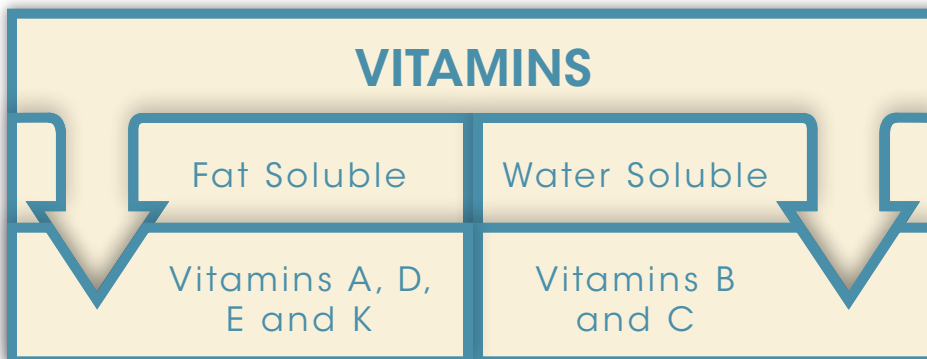 VITAMINS
Fat Soluble
Water Soluble
Vitamins A, D,
E and K
Vitamins B
and C